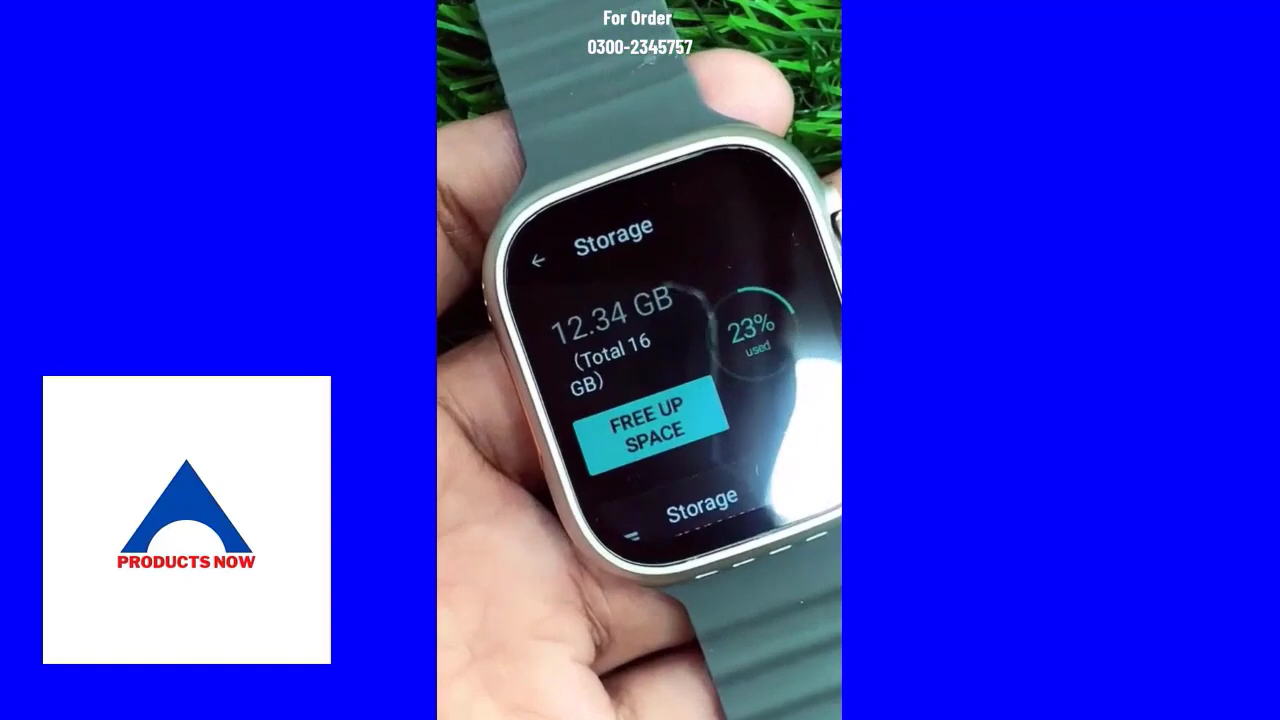 For Order
0300-2345757
Storage
12.34 GB
(Total 16
GB)
23%
used
FREE UP
SPACE
Storage
PRODUCTS NOW